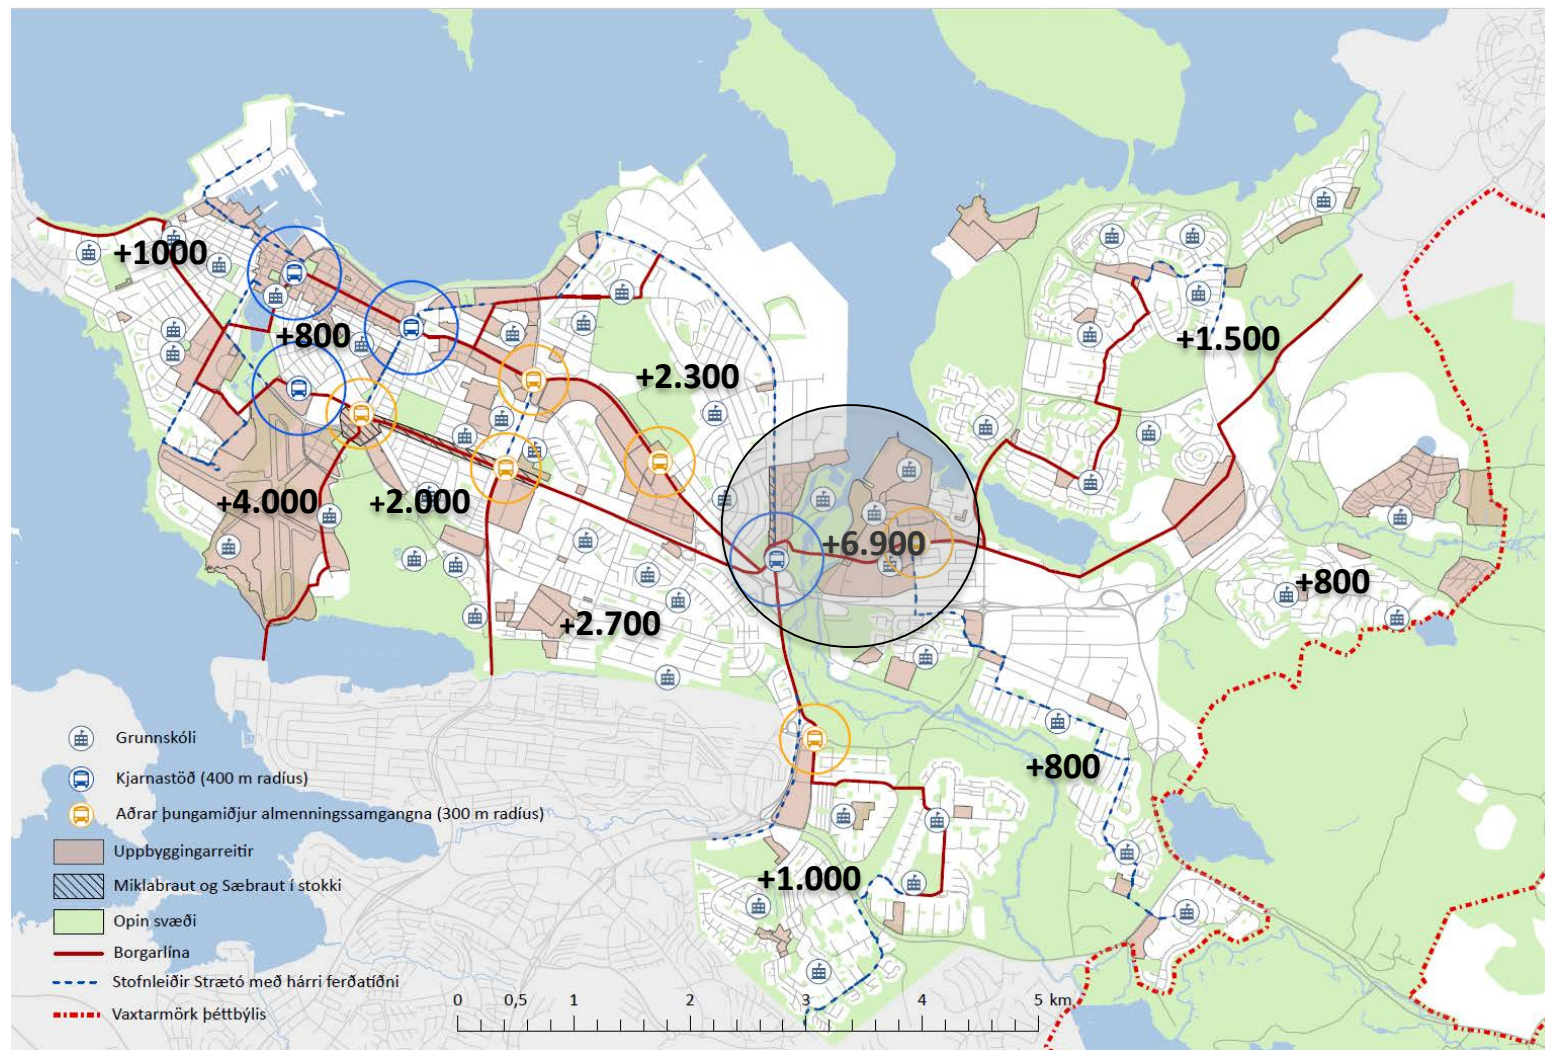 +1000
+800
+2.300
+1.500
+4.000
+2.000
+6.900
+800
+2.700
+800
+1.000
Grunnskóli
Kjarnastöð (400 m radíus)
Aðrar þungamiðjur almenningssamgangna (300 m radíus)
Uppbyggingarreitir
Miklabraut og Sæbraut í stokki
Opin svæði
Borgarlína
Stofnleiðir Strætó með hárri ferðatíðni
Vaxtarmörk þéttbýlis
0 0,5 1 2 3 4 5 km